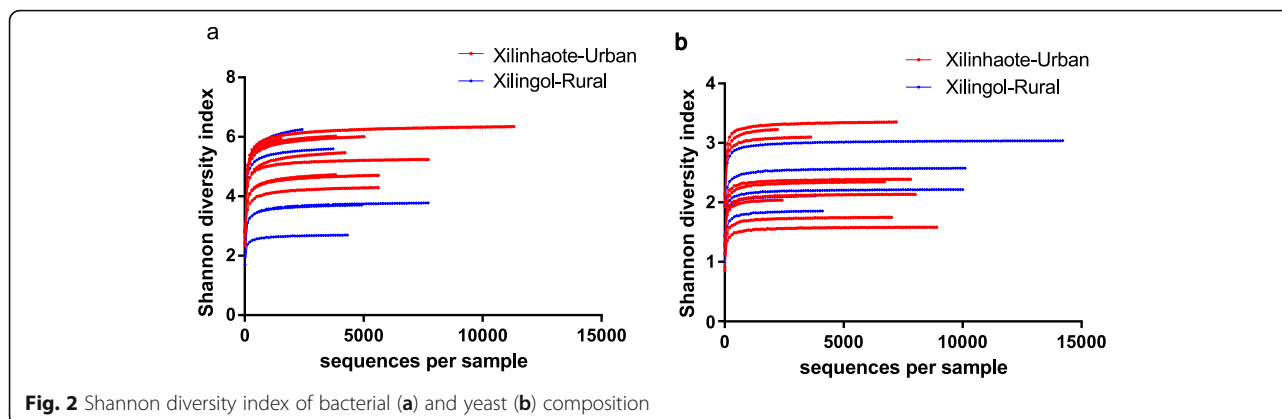 a
Xilinhaote-Urban
Xilingol-Rural
8
6
4
2
0
Shannon diversity index
0
5000
10000
15000
sequences per sample
b
Xilinhaote-Urban
Xilingol-Rural
4
3
2
1
0
Shannon diversity index
0
5000
10000
15000
sequences per sample
Fig. 2 Shannon diversity index of bacterial (a) and yeast (b) composition